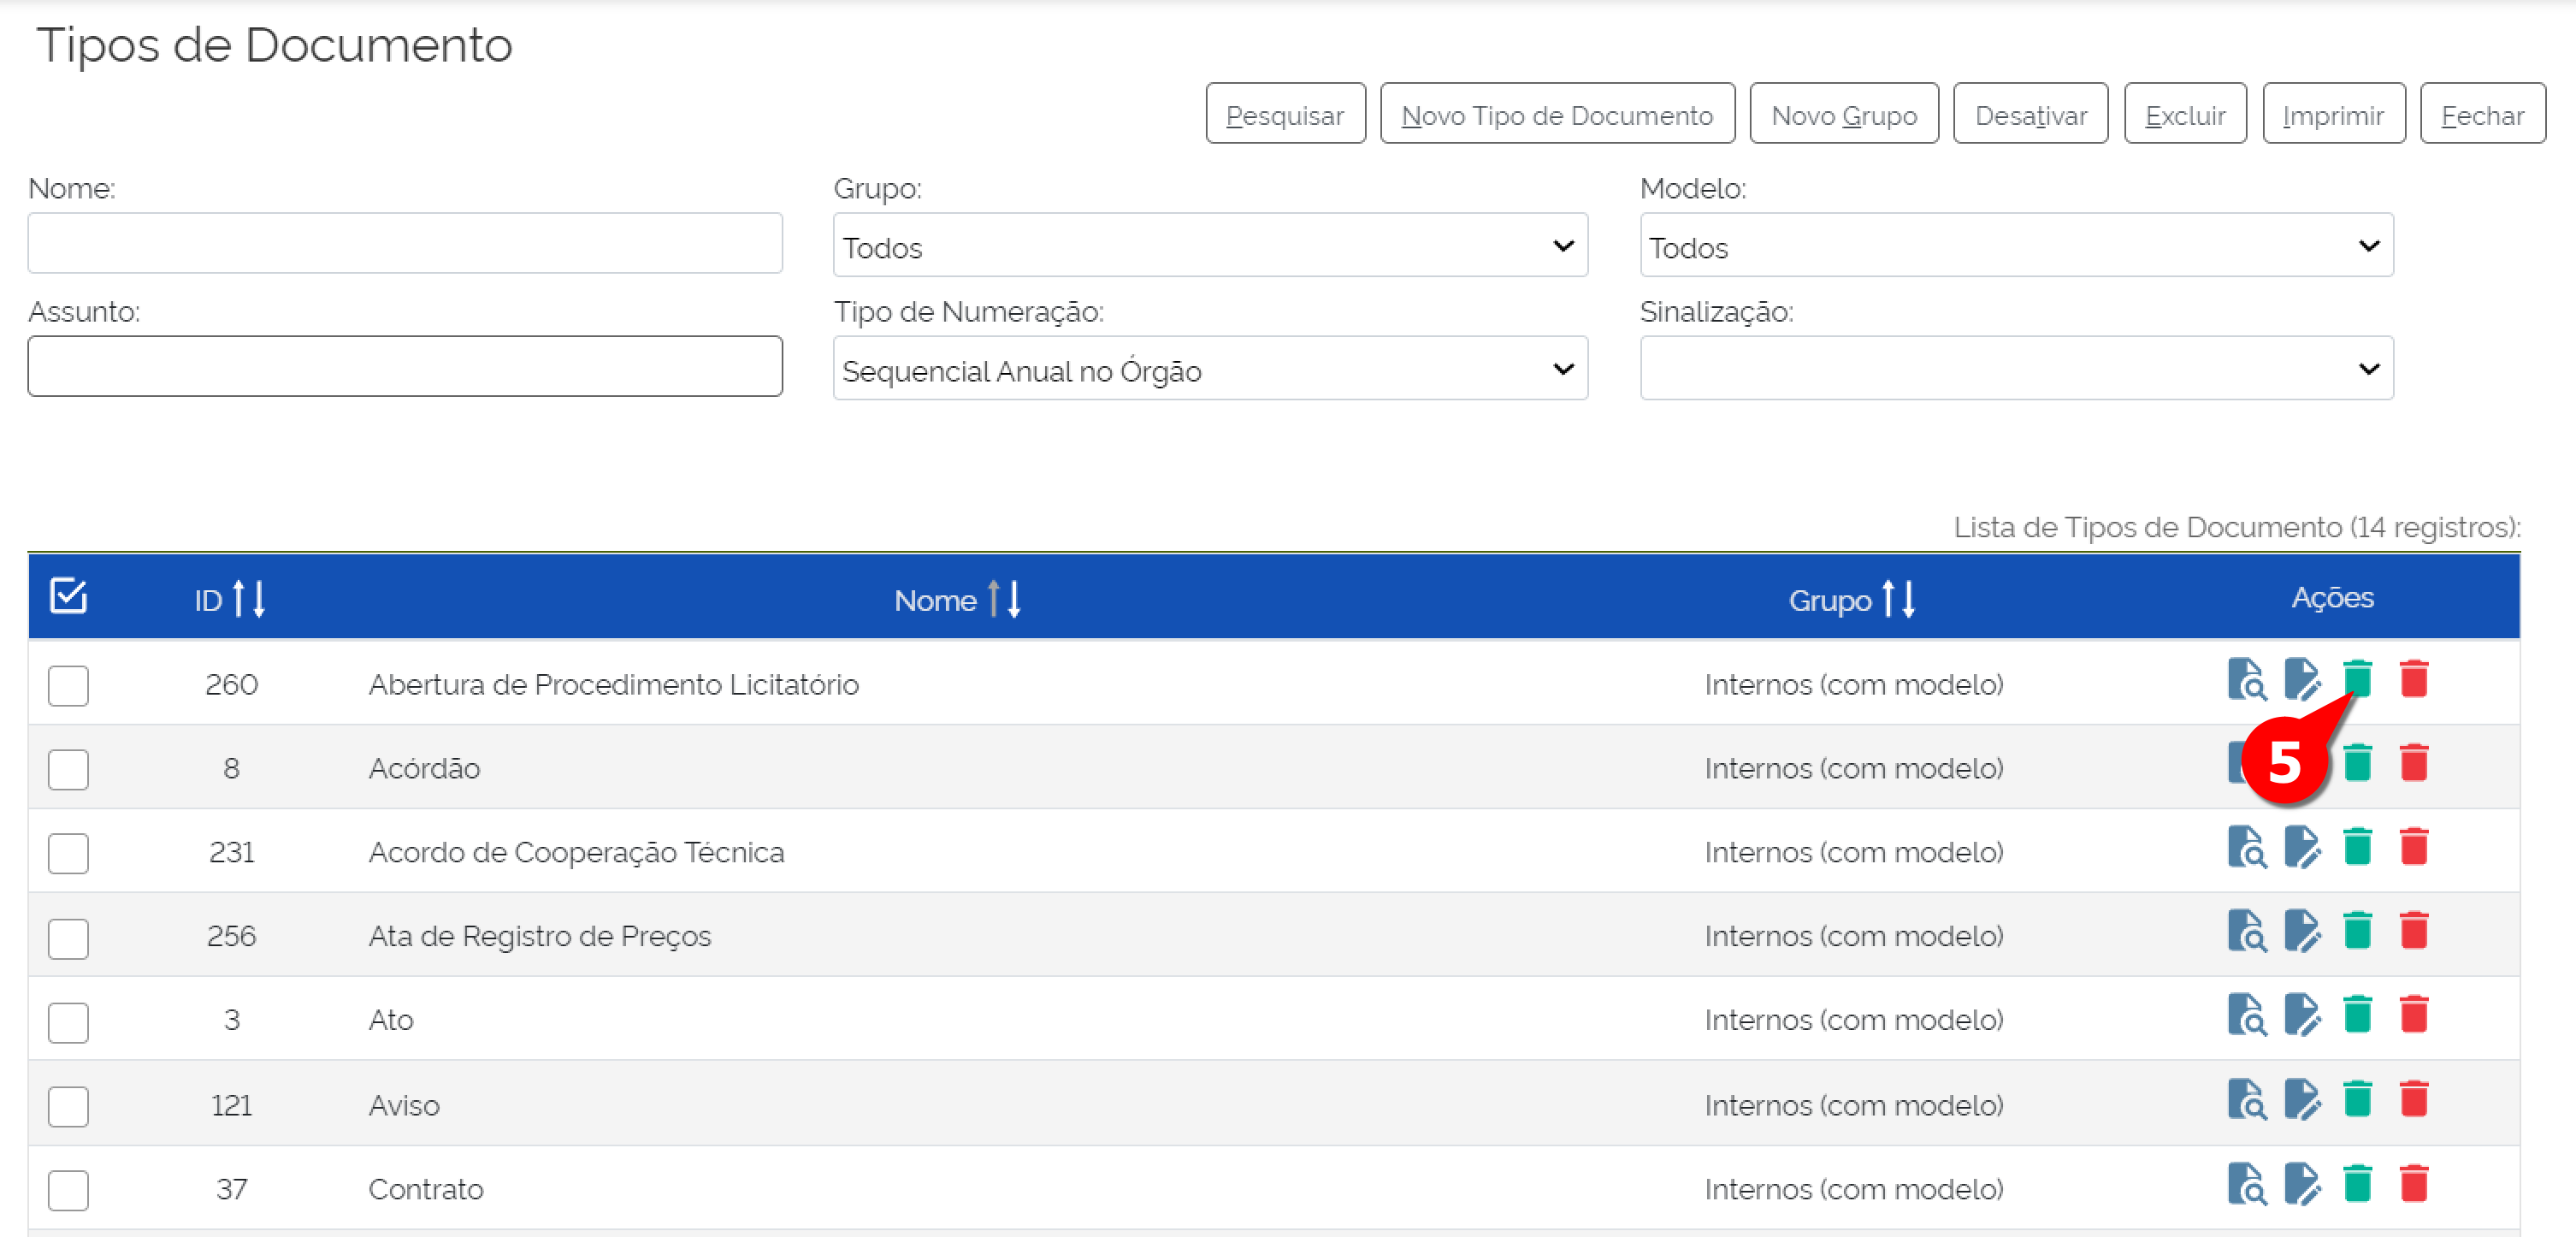 Tipos de Documento
Pesquisar Novo Tipo de Documento Novo Grupo Desativar Excluir Imprimir Fechar
Nome: Grupo: Modelo:
Todos Todos
Assunto: Tipo de Numeração: Sinalização:
Sequencial Anual no Órgão
Lista de Tipos de Documento (14 registros):
ID Nome Grupo Ações
260 Abertura de Procedimento Licitatório Internos (com modelo)
8 Acórdão Internos (com modelo) 5
231 Acordo de Cooperação Técnica Internos (com modelo)
256 Ata de Registro de Preços Internos (com modelo)
3 Ato Internos (com modelo)
121 Aviso Internos (com modelo)
37 Contrato Internos (com modelo)